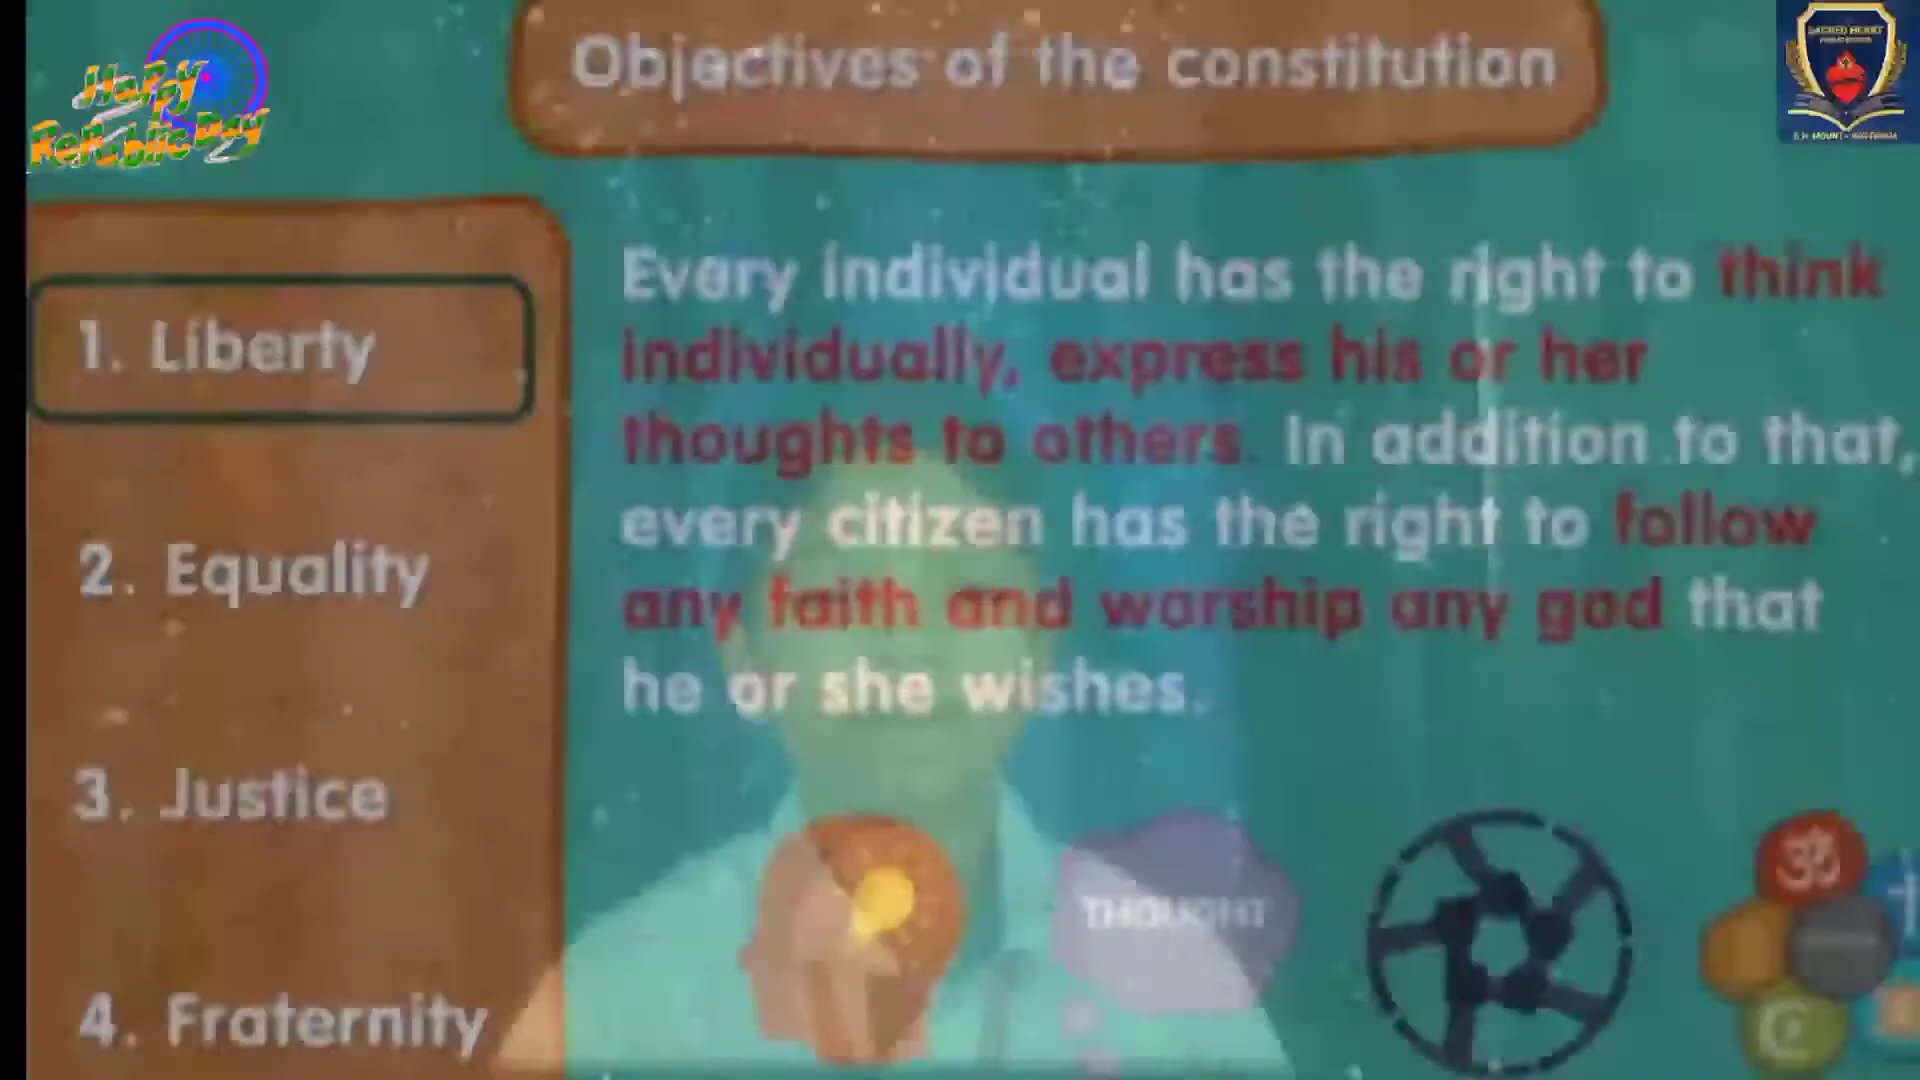 Happy
Republic Day
Objectives of the constitution
SACRED HEART
1. Liberty
2. Equality
3. Justice
4. Fraternity
Every individual has the right to think
individually, express his or her
thoughts to others. In addition to that,
every citizen has the right to follow
any faith and worship any god that
he or she wishes.
THOUGHT
ॐ